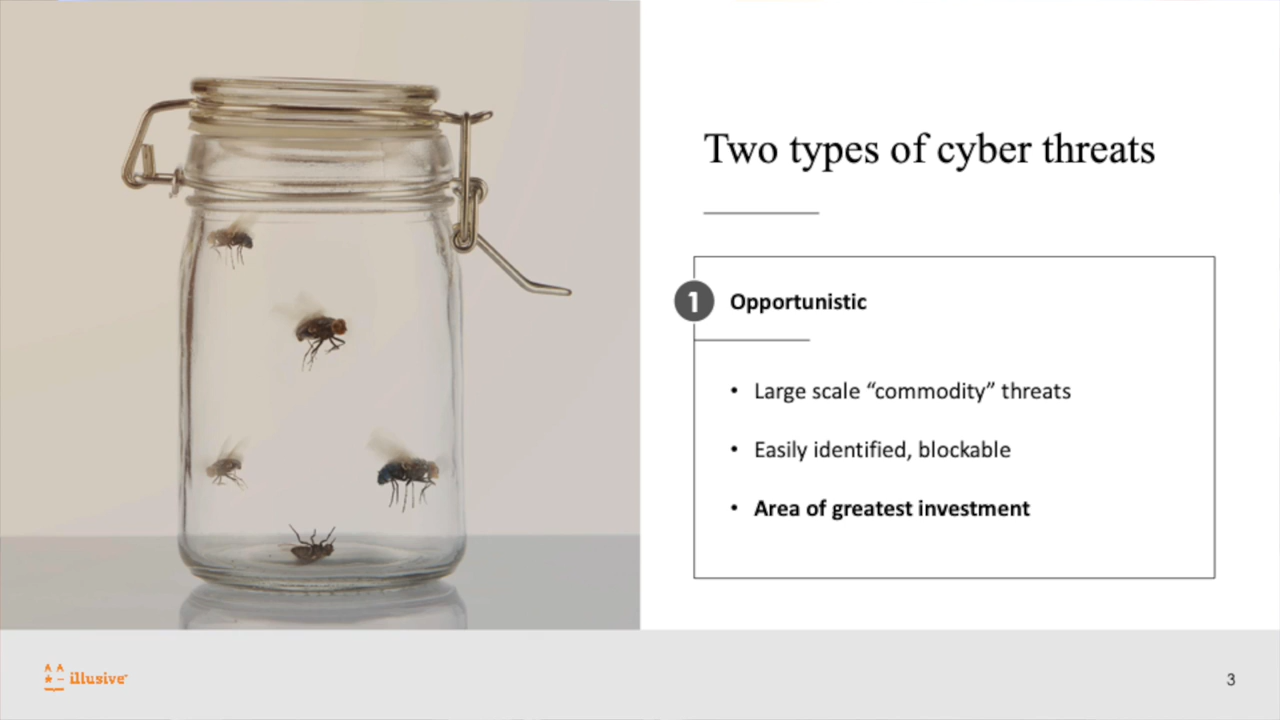 Two types of cyber threats
1
Opportunistic
• Large scale “commodity” threats
• Easily identified, blockable
• Area of greatest investment
illusive
3